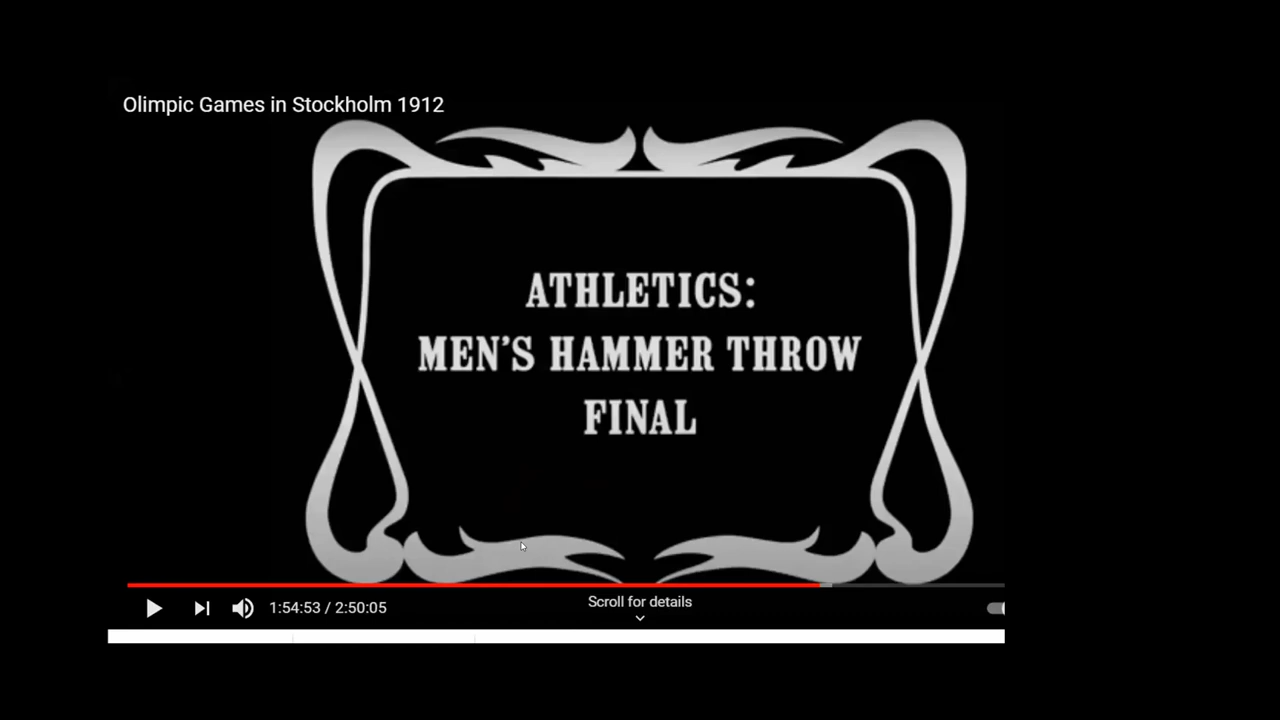 Olimpic Games in Stockholm 1912
ATHLETICS:
MEN'S HAMMER THROW
FINAL
1:54:53 / 2:50:05
Scroll for details